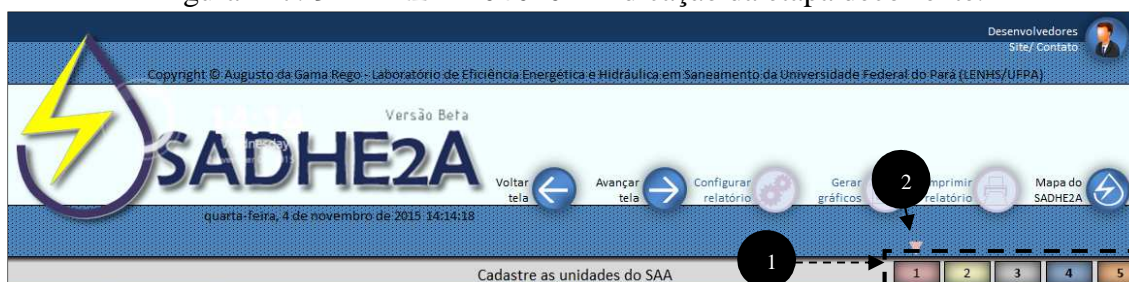 Desenvolvedores
Site/ Contato
Copyright © Augusto da Gama Rego - Laboratório de Eficiência Energética e Hidráulica em Saneamento da Universidade Federal do Pará (LENHS/UFPA)
14:14
Wednesday
Versão Beta
SADHE2A
Voltar tela
Avançar tela
Configurar relatório
Gerar gráficos
relatório
Mapa do SADHE2A
quarta-feira, 4 de novembro de 2015 14:14:18
2
1
Cadastre as unidades do SAA
1 2 3 4 5